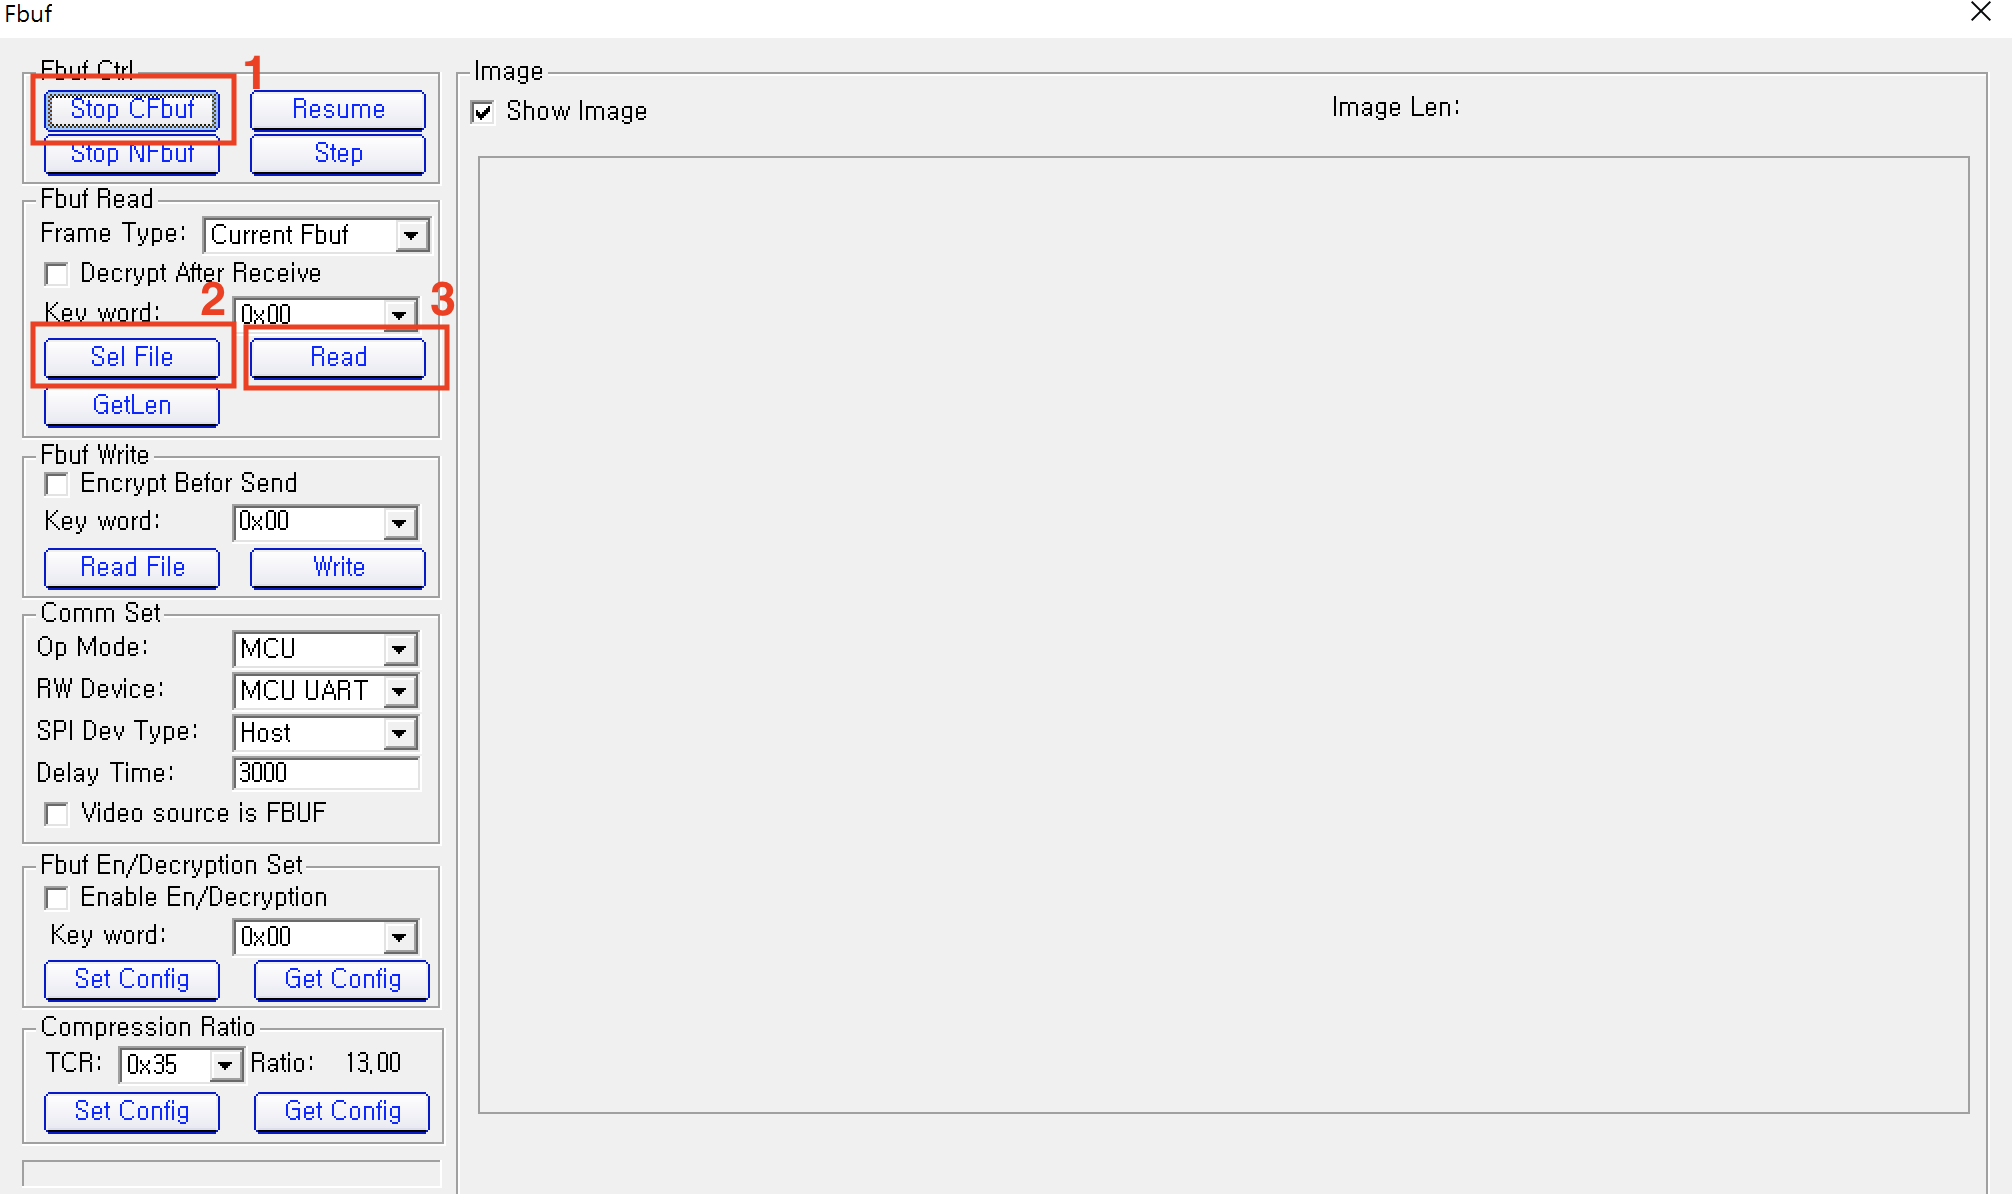 Fbuf
Fbuf Ctrl
1
Stop CFbuf
Resume
Stop NFbuf
Step
Fbuf Read
Frame Type:
Current Fbuf
Decrypt After Receive
Key word:
2
0x00
3
Sel File
Read
GetLen
Fbuf Write
Encrypt Befor Send
Key word:
0x00
Read File
Write
Comm Set
Op Mode:
MCU
RW Device:
MCU UART
SPI Dev Type:
Host
Delay Time:
3000
Video source is FBUF
Fbuf En/Decryption Set
Enable En/Decryption
Key word:
0x00
Set Config
Get Config
Compression Ratio
TCR:
0x35
Ratio:
13,00
Set Config
Get Config
Image
Show Image
Image Len: